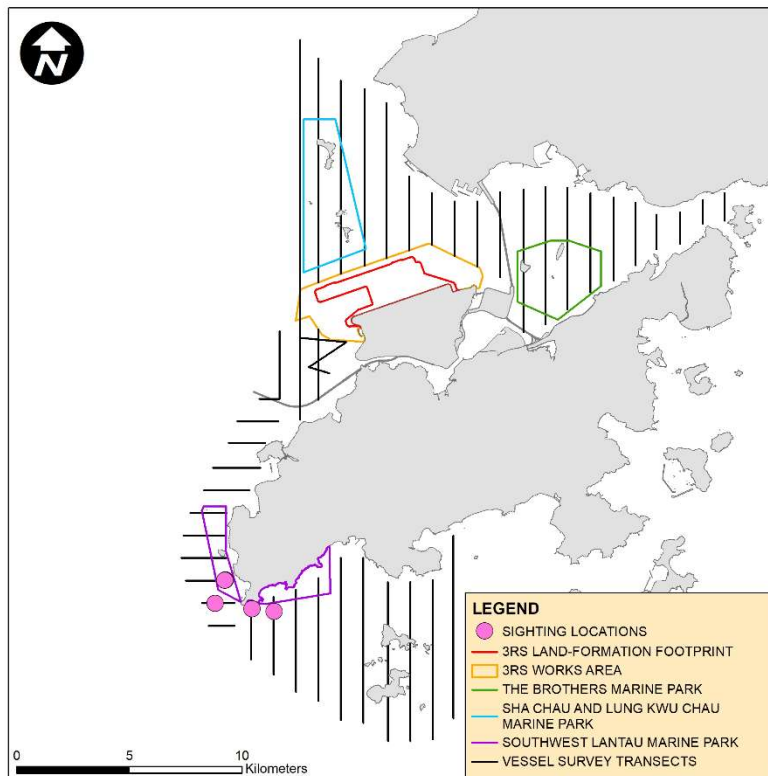 N
LEGEND
SIGHTING LOCATIONS
3RS LAND-FORMATION FOOTPRINT
3RS WORKS AREA
THE BROTHERS MARINE PARK
SHA CHAU AND LUNG KWU CHAU
MARINE PARK
SOUTHWEST LANTAU MARINE PARK
VESSEL SURVEY TRANSECTS
0 5 10
Kilometers